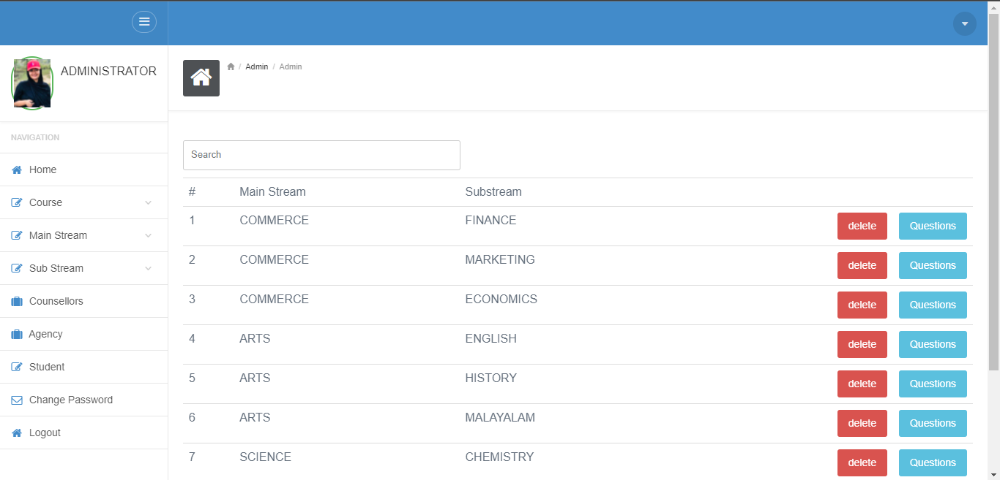 ADMINISTRATOR
/ Admin / Admin
NAVIGATION
Home
Course
Main Stream
Sub Stream
Counsellors
Agency
Student
Change Password
Logout
Search
# Main Stream Substream
1 COMMERCE FINANCE delete Questions
2 COMMERCE MARKETING delete Questions
3 COMMERCE ECONOMICS delete Questions
4 ARTS ENGLISH delete Questions
5 ARTS HISTORY delete Questions
6 ARTS MALAYALAM delete Questions
7 SCIENCE CHEMISTRY delete Questions